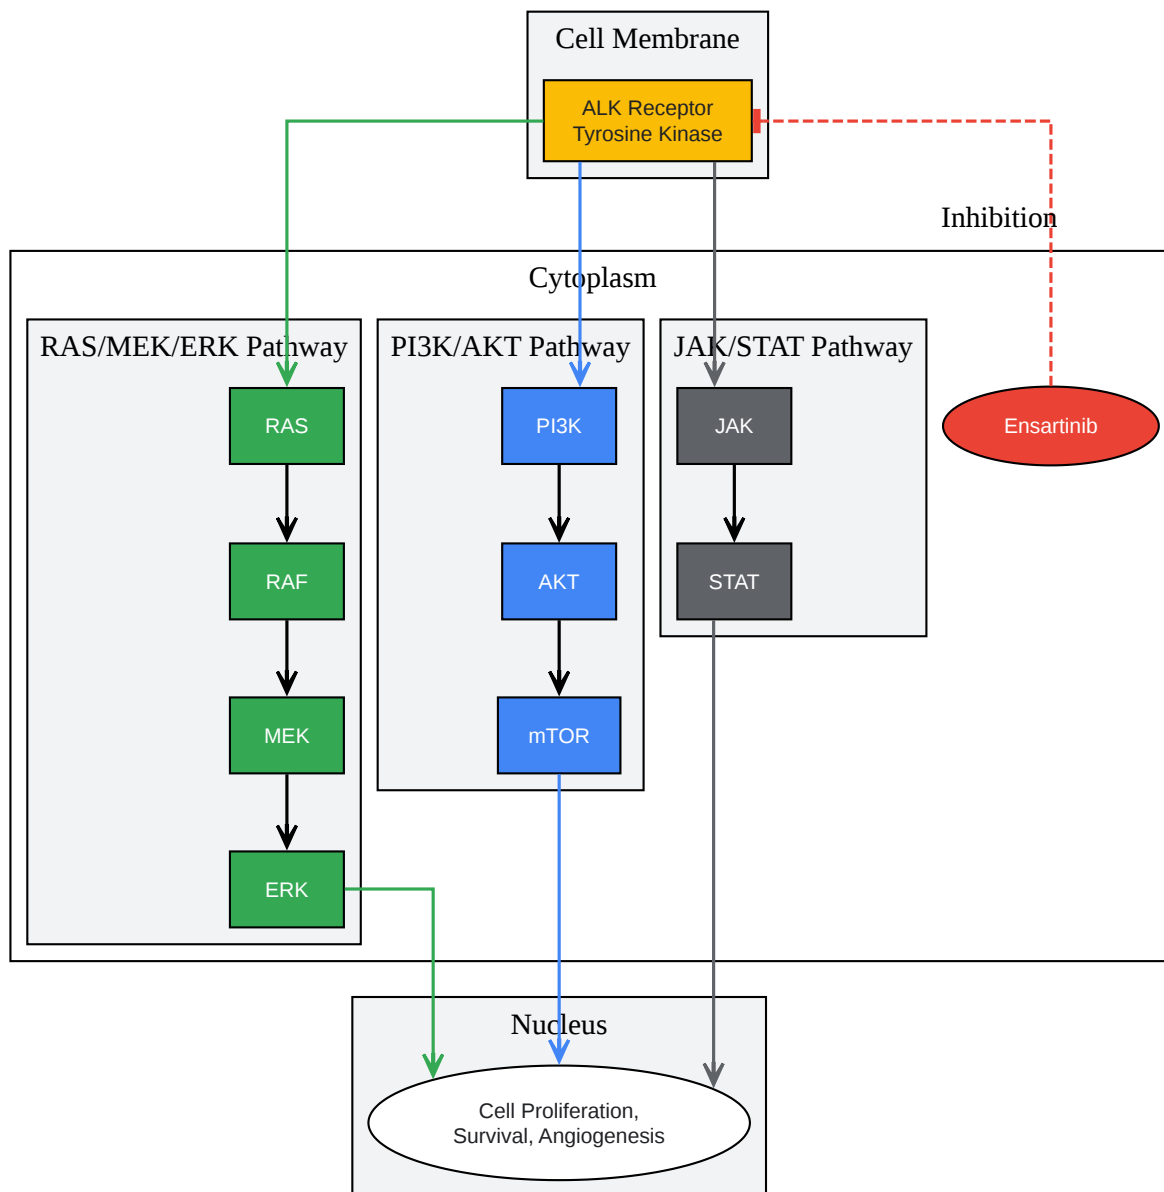 Cell Membrane
ALK Receptor
Tyrosine Kinase
Inhibition
Cytoplasm
RAS/MEK/ERK Pathway
PI3K/AKT Pathway
JAK/STAT Pathway
RAS
PI3K
JAK
Ensartinib
RAF
AKT
STAT
MEK
mTOR
ERK
Nucleus
Cell Proliferation,
Survival, Angiogenesis